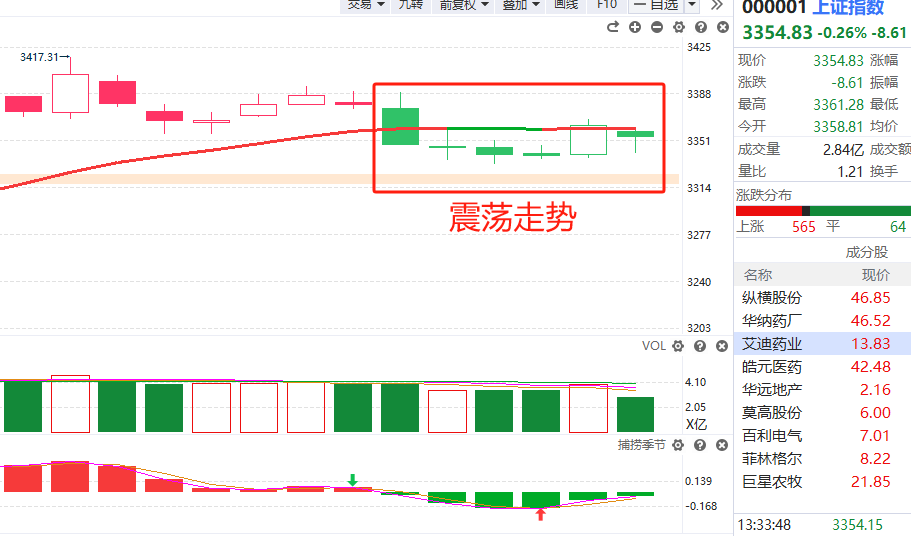 交易 九转 前复权 叠加 画线 F10 自选
000001 上证指数
3354.83 -0.26% -8.61
3425
3417.31
3388
3351
3314
3277
3240
3203
震荡走势
现价 3354.83 涨幅
涨跌 -8.61 振幅
最高 3361.28 最低
今开 3358.81 均价
成交量 2.84亿 成交额
量比 1.21 换手
涨跌分布
上涨 565 平 64
成分股
名称 现价
纵横股份 46.85
华纳药厂 46.52
艾迪药业 13.83
皓元医药 42.48
华远地产 2.16
莫高股份 6.00
百利电气 7.01
菲林格尔 8.22
巨星农牧 21.85
VOL
4.10
2.05
X亿
捕捞季节
0.139
-0.168
13:33:48 3354.15